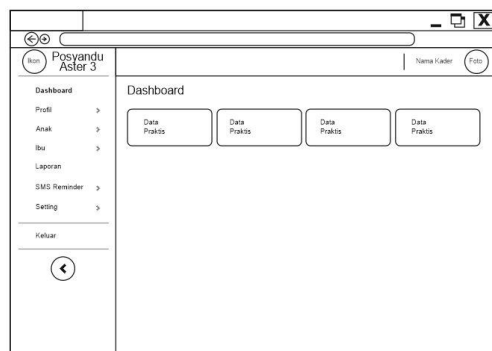 Ikon
Posyandu
Aster 3
Nama Kader
Foto
Dashboard
Profil
Anak
Ibu
Laporan
SMS Reminder
Setting
Keluar
Dashboard
Data
Praktis
Data
Praktis
Data
Praktis
Data
Praktis